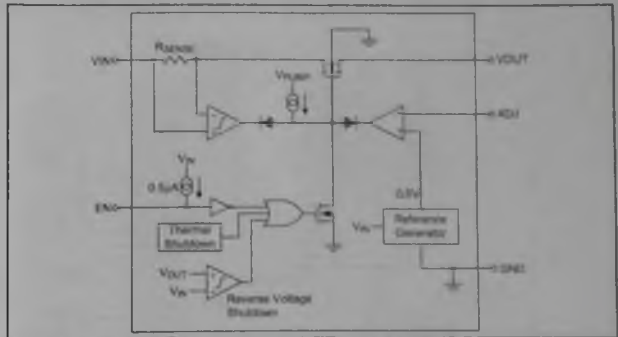 RSENSE
VIN
VOUT
VPUMP
ADJ
VIN
0.5µA
EN
0.5V
Thermal
Shutdown
VIN
Reference
Generator
VOUT
VIN
GND
Reverse Voltage
Shutdown